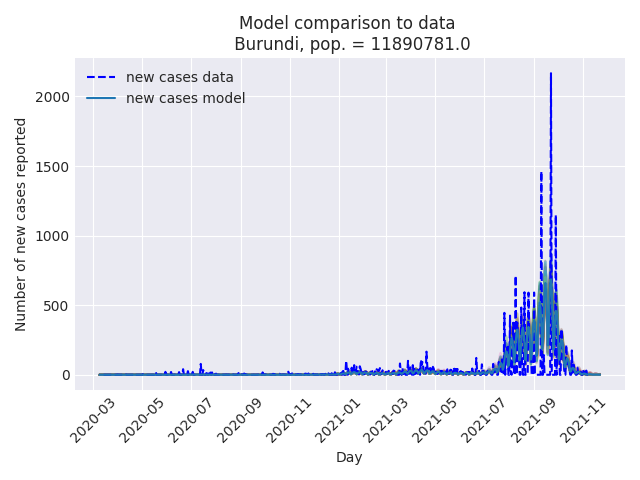 Model comparison to data
Burundi, pop. = 11890781.0
new cases data
new cases model
Number of new cases reported
2000
1500
1000
500
0
2020-03
2020-05
2020-07
2020-09
2020-11
2021-01
2021-03
2021-05
2021-07
2021-09
2021-11
Day